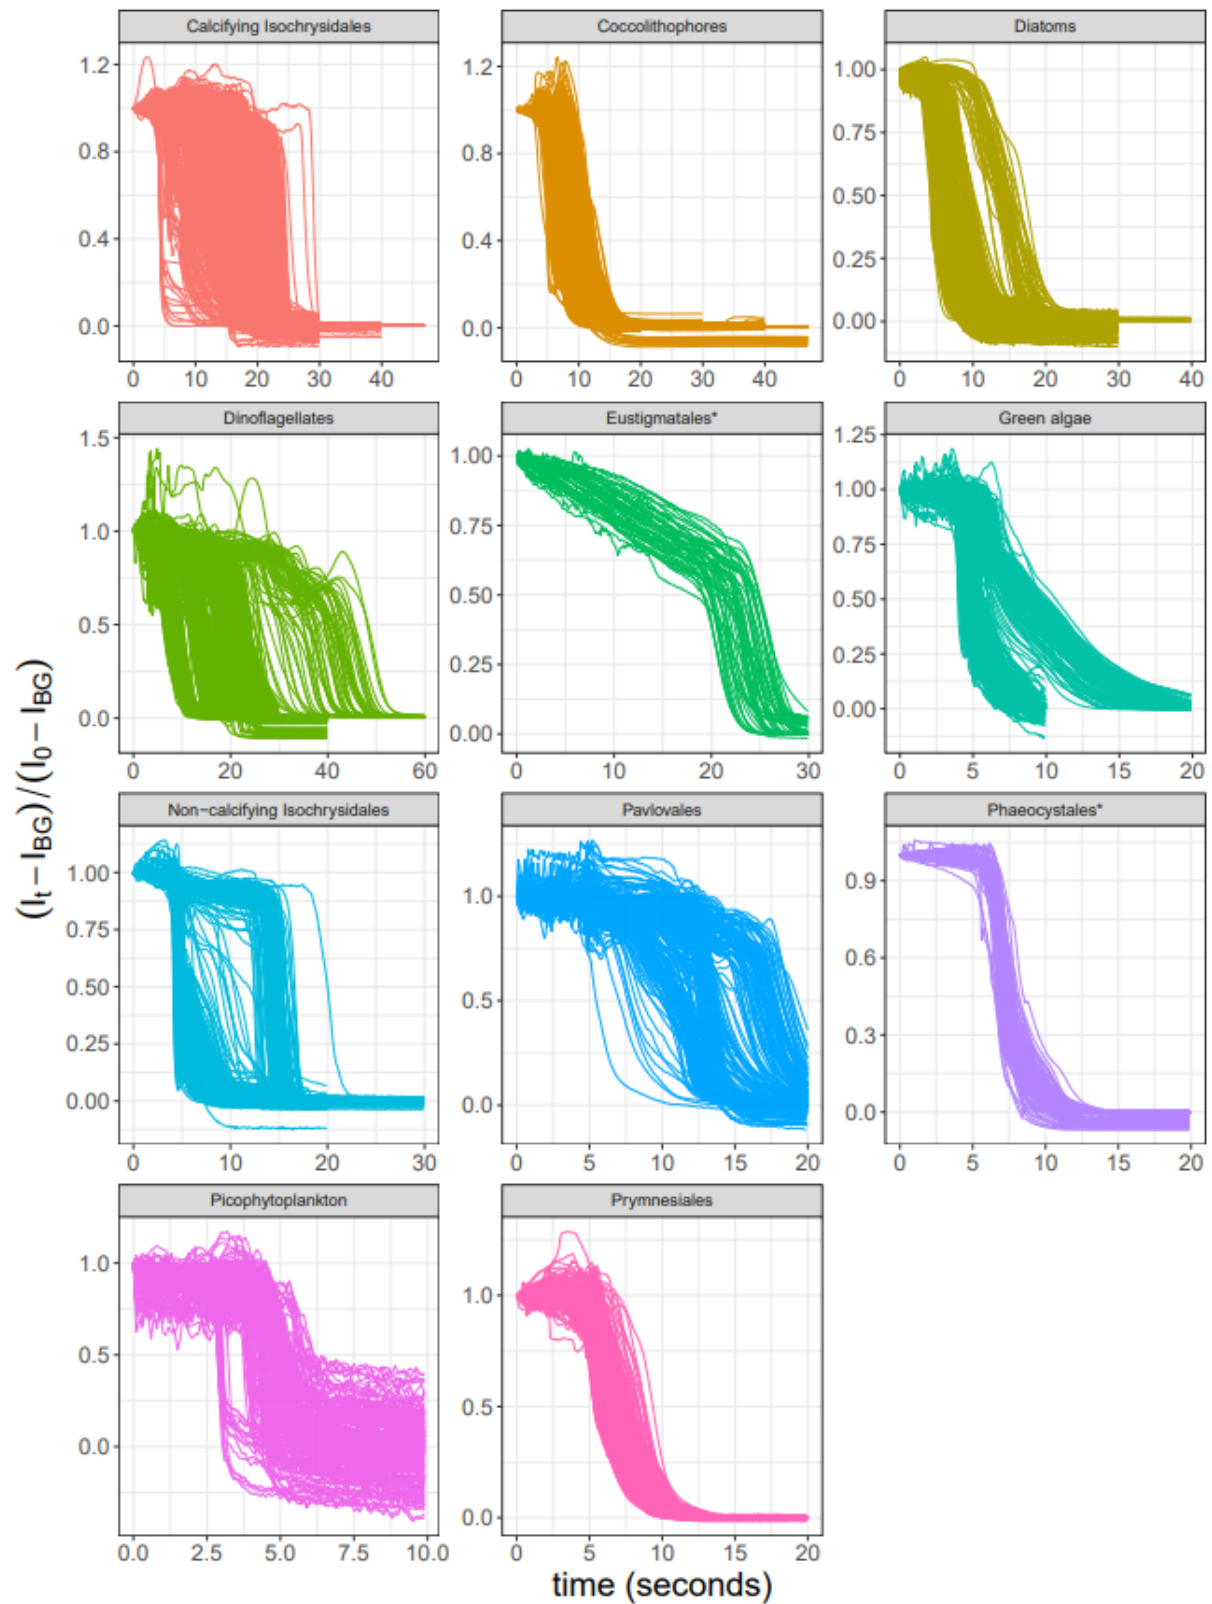 Calcifying Isochrysidales
Coccolithophores
Diatoms
1.2
0.8
0.4
0.0
0 10 20 30 40
1.2
0.8
0.4
0.0
0 10 20 30 40
1.00
0.75
0.50
0.25
0.00
0 10 20 30 40
Dinoflagellates
Eustigmatales*
Green algae
1.5
1.0
0.5
0.0
0 20 40 60
1.00
0.75
0.50
0.25
0.00
0 10 20 30
1.25
1.00
0.75
0.50
0.25
0.00
0 5 10 15 20
(It − IBG)/(I0 − IBG)
Non−calcifying Isochrysidales
Pavlovales
Phaeocystales*
1.00
0.75
0.50
0.25
0.00
0 10 20 30
1.0
0.5
0.0
0 5 10 15 20
0.9
0.6
0.3
0.0
0 5 10 15 20
Picophytoplankton
Prymnesiales
1.0
0.5
0.0
0.0 2.5 5.0 7.5 10.0
1.0
0.5
0.0
0 5 10 15 20
time (seconds)